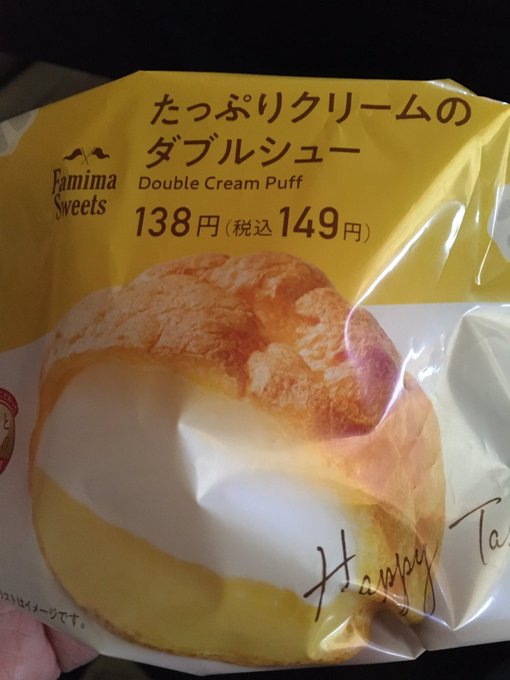 たっぷりクリームの
ダブルシュー
Famima
Sweets
Double Cream Puff
138円(税込149円)
と
Happy Ta
ストはイメージです。